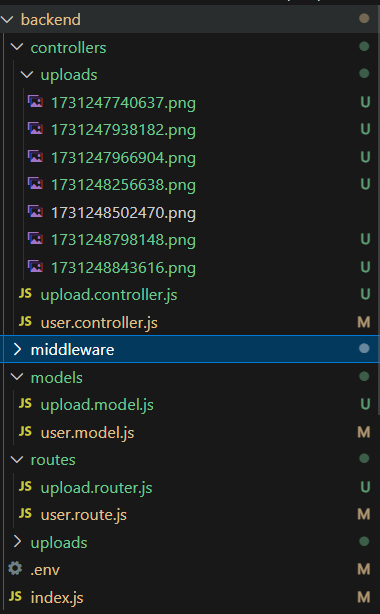 backend
controllers
uploads
1731247740637.png U
1731247938182.png U
1731247966904.png U
1731248256638.png U
1731248502470.png
1731248798148.png U
1731248843616.png U
JS upload.controller.js U
JS user.controller.js M
middleware
models
JS upload.model.js U
JS user.model.js M
routes
JS upload.router.js U
JS user.route.js M
uploads
.env M
JS index.js M